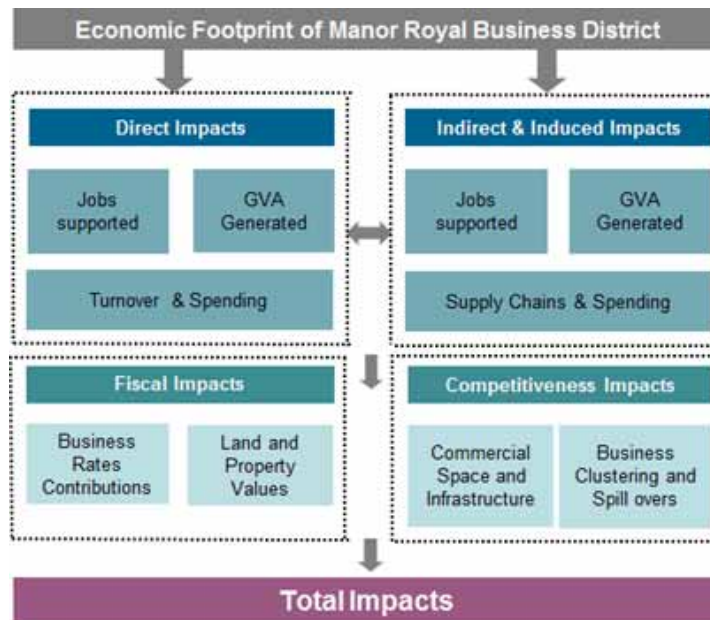 Economic Footprint of Manor Royal Business District
Direct Impacts
Jobs
supported
GVA
Generated
Turnover & Spending
Indirect & Induced Impacts
Jobs
supported
GVA
Generated
Supply Chains & Spending
Fiscal Impacts
Business
Rates
Contributions
Land and
Property
Values
Competitiveness Impacts
Commercial
Space and
Infrastructure
Business
Clustering and
Spill overs
Total Impacts